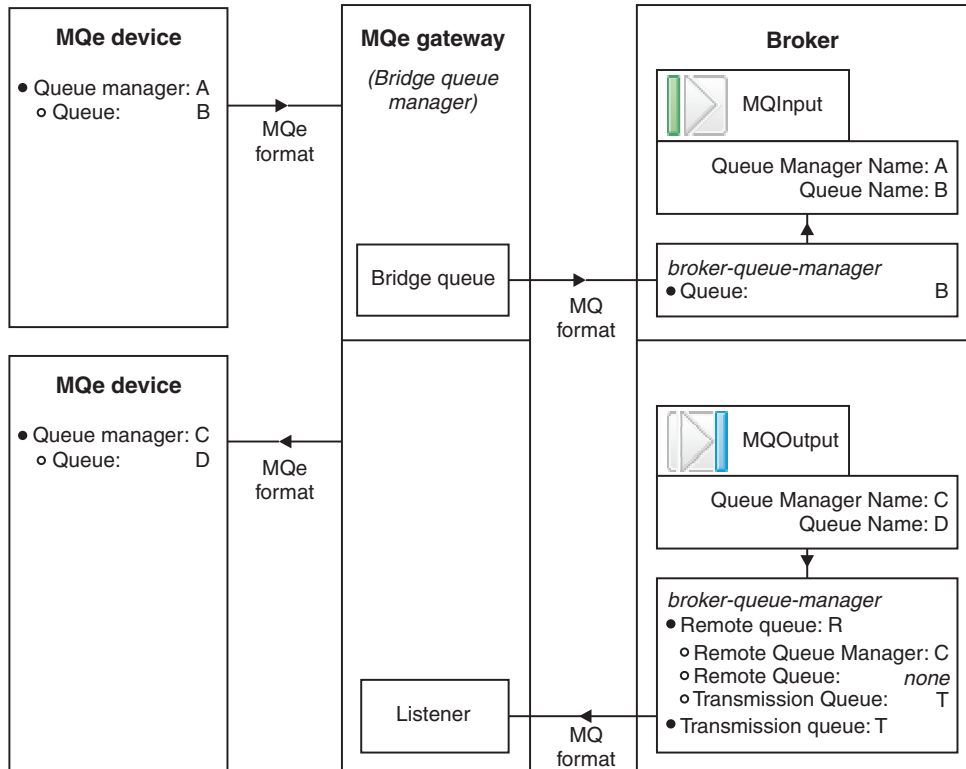 MQe device
● Queue manager: A
○ Queue: B
MQe
format
MQe gateway
(Bridge queue
manager)
Bridge queue
MQ
format
Broker
MQInput
Queue Manager Name: A
Queue Name: B
broker-queue-manager
● Queue: B
MQe device
● Queue manager: C
○ Queue: D
MQe
format
Listener
MQ
format
MQOutput
Queue Manager Name: C
Queue Name: D
broker-queue-manager
● Remote queue: R
○ Remote Queue Manager: C
○ Remote Queue: none
○ Transmission Queue: T
● Transmission queue: T